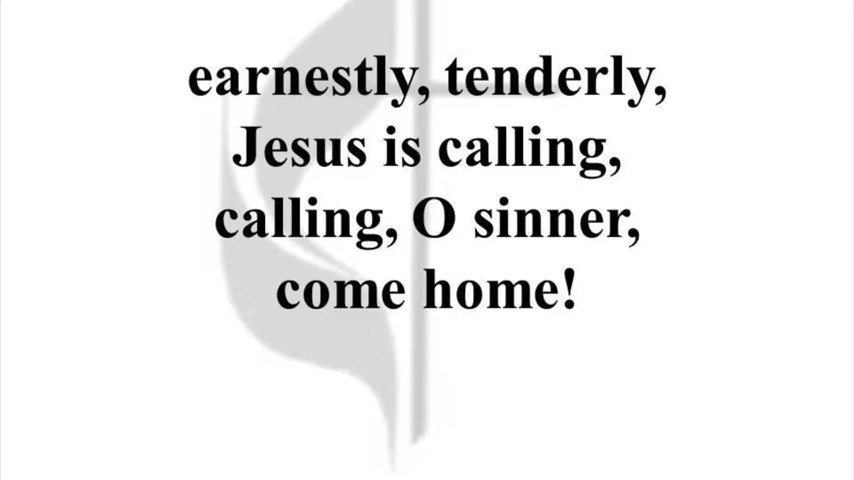 earnestly, tenderly,
Jesus is calling,
calling, O sinner,
come home!